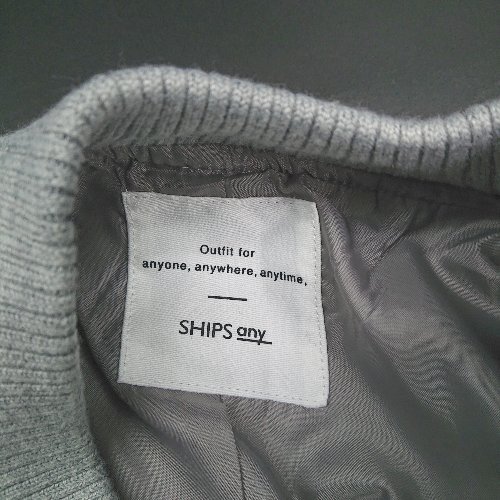 Outfit for
anyone, anywhere, anytime,
SHIPS any